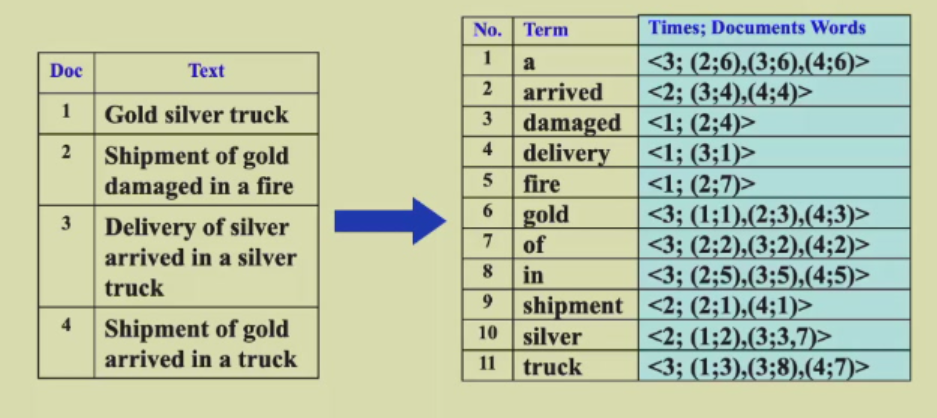 Doc Text
1 Gold silver truck
2 Shipment of gold
damaged in a fire
3 Delivery of silver
arrived in a silver
truck
4 Shipment of gold
arrived in a truck
No. Term Times; Documents Words
1 a <3; (2;6),(3;6),(4;6)>
2 arrived <2; (3;4),(4;4)>
3 damaged <1; (2;4)>
4 delivery <1; (3;1)>
5 fire <1; (2;7)>
6 gold <3; (1;1),(2;3),(4;3)>
7 of <3; (2;2),(3;2),(4;2)>
8 in <3; (2;5),(3;5),(4;5)>
9 shipment <2; (2;1),(4;1)>
10 silver <2; (1;2),(3;3,7)>
11 truck <3; (1;3),(3;8),(4;7)>